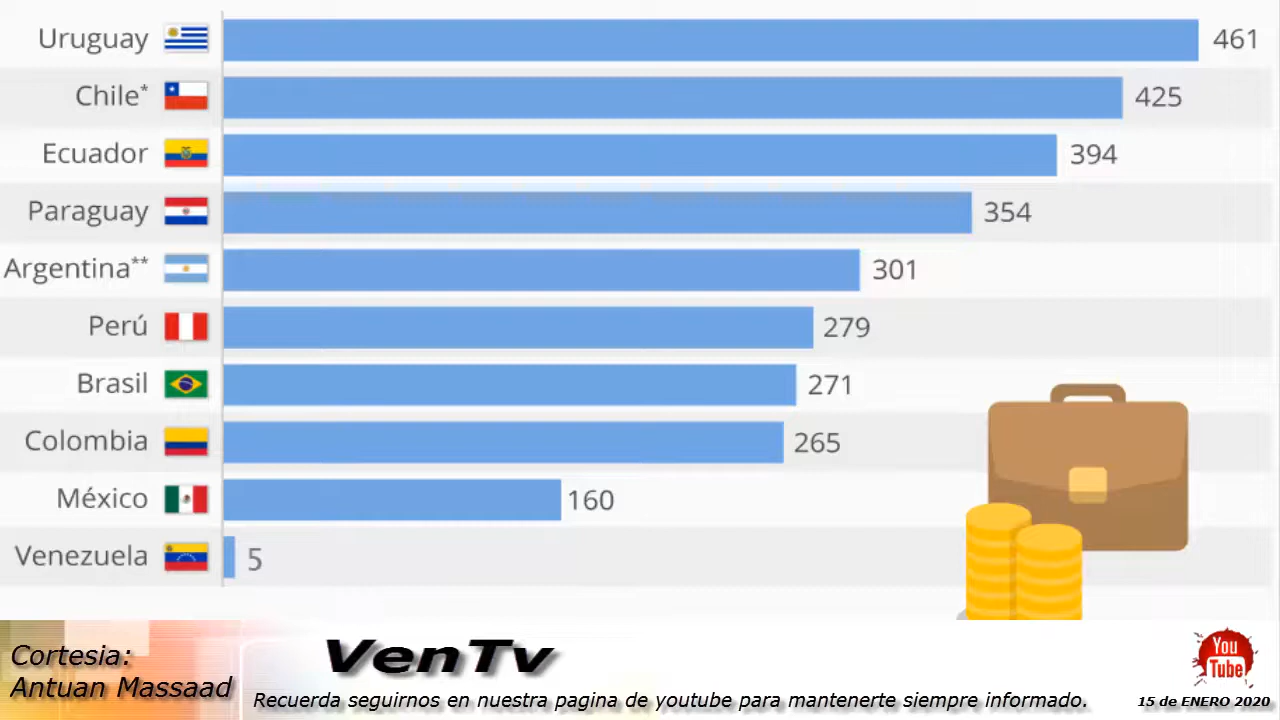 Uruguay 461
Chile* 425
Ecuador 394
Paraguay 354
Argentina** 301
Perú 279
Brasil 271
Colombia 265
México 160
Venezuela 5
Cortesia:
Antuan Massaad
VenTv
Recuerda seguirnos en nuestra pagina de youtube para mantenerte siempre informado.
You
Tube
15 de ENERO 2020